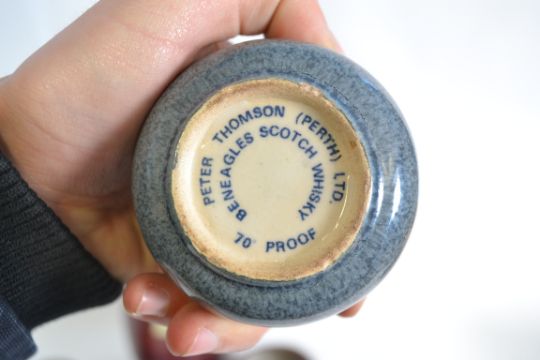 PETER THOMSON (PERTH) LTD.
BENEAGLES SCOTCH WHISKY
70° PROOF